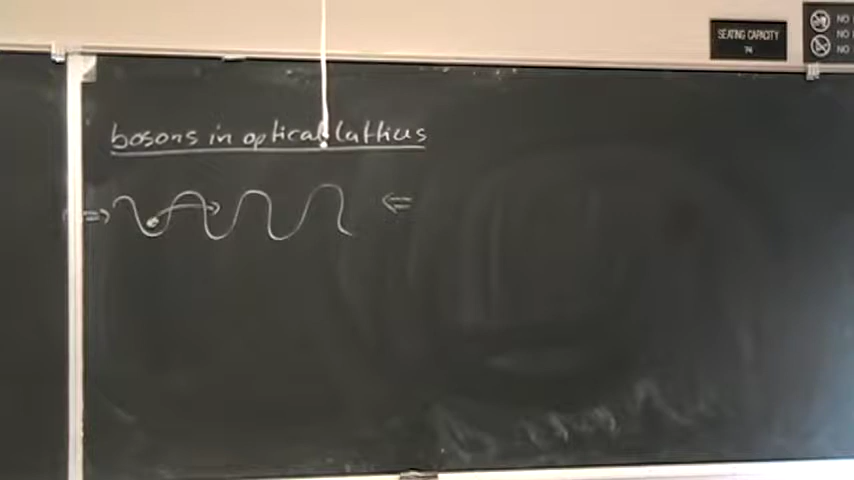 bosons in optical lattices
⇒ ⇐
SEATING CAPACITY
74
NO
NO
NO